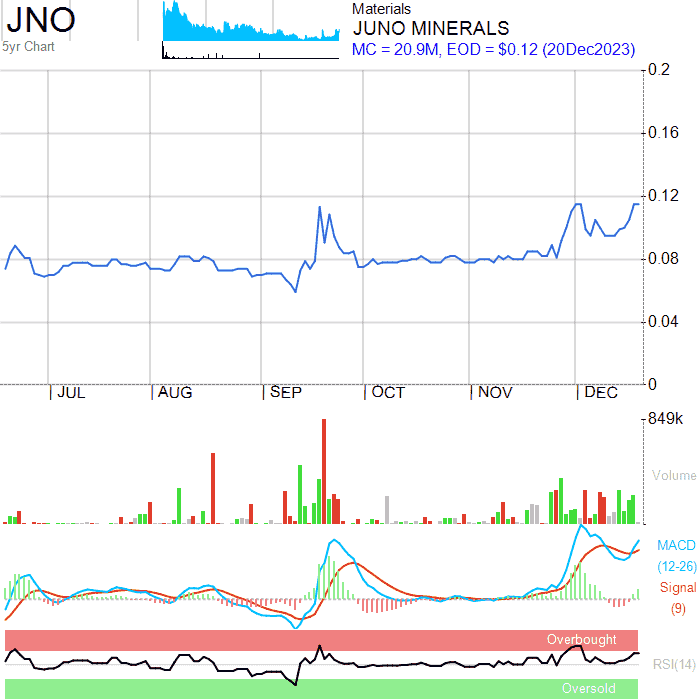 JNO
5yr Chart
Materials
JUNO MINERALS
MC = 20.9M, EOD = $0.12 (20Dec2023)
0.2
0.16
0.12
0.08
0.04
0
JUL AUG SEP OCT NOV DEC
849k
Volume
MACD
(12-26)
Signal
(9)
Overbought
RSI(14)
Oversold